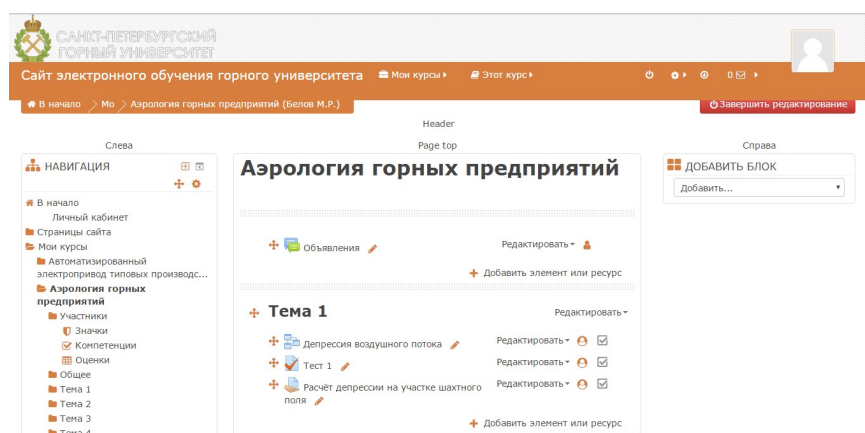 САНКТ-ПЕТЕРБУРГСКИЙ
ГОРНЫЙ УНИВЕРСИТЕТ
Сайт электронного обучения горного университета Мои курсы Этот курс 0
В начало Мо Аэрология горных предприятий (Белов М.Р.) Завершить редактирование
Header
Слева Page top Справа
НАВИГАЦИЯ
В начало
Личный кабинет
Страницы сайта
Мои курсы
Автоматизированный
электропривод типовых производс...
Аэрология горных
предприятий
Участники
Значки
Компетенции
Оценки
Общее
Тема 1
Тема 2
Тема 3
Тема 4
Аэрология горных предприятий
Объявления Редактировать
Добавить элемент или ресурс
Тема 1 Редактировать
Депрессия воздушного потока Редактировать
Тест 1 Редактировать
Расчёт депрессии на участке шахтного Редактировать
поля
Добавить элемент или ресурс
ДОБАВИТЬ БЛОК
Добавить...